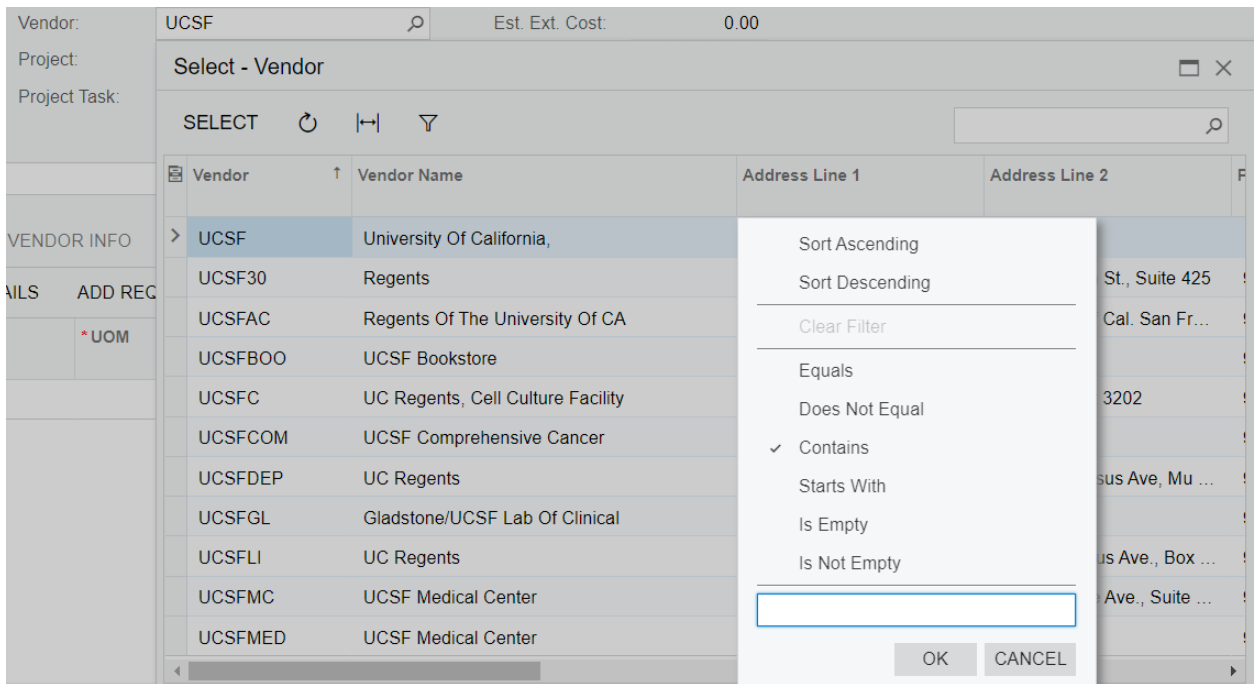 Vendor: UCSF Est. Ext. Cost: 0.00
Project:
Project Task:
Select - Vendor
SELECT
Vendor Vendor Name Address Line 1 Address Line 2
VENDOR INFO
ADD REQ
*UOM
UCSF University Of California,
UCSF30 Regents St., Suite 425
UCSFAC Regents Of The University Of CA Cal. San Fr...
UCSFBOO UCSF Bookstore
UCSFC UC Regents, Cell Culture Facility 3202
UCSFCOM UCSF Comprehensive Cancer
UCSFDEP UC Regents sus Ave, Mu ...
UCSFGL Gladstone/UCSF Lab Of Clinical
UCSFLI UC Regents us Ave., Box ...
UCSFMC UCSF Medical Center Ave., Suite ...
UCSFMED UCSF Medical Center
Sort Ascending
Sort Descending
Clear Filter
Equals
Does Not Equal
Contains
Starts With
Is Empty
Is Not Empty
OK CANCEL